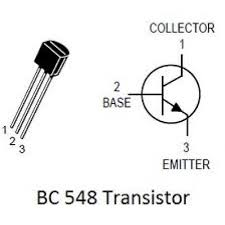 COLLECTOR
1
2
BASE
1
2
3
3
EMITTER
BC 548 Transistor